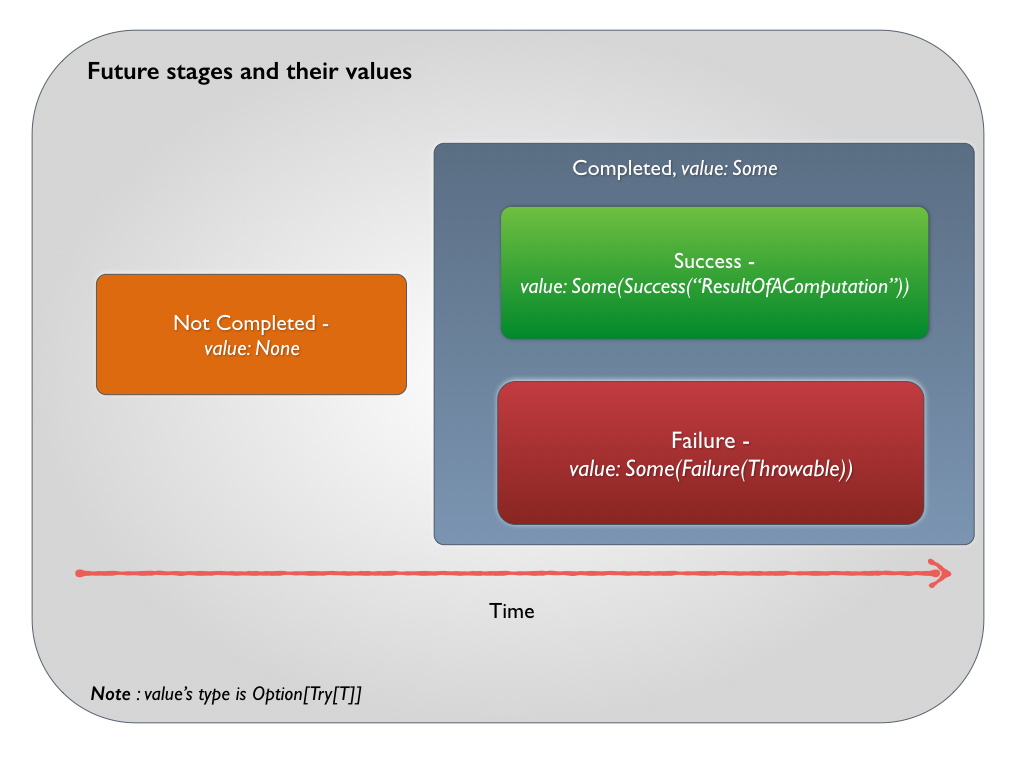 Future stages and their values
Completed, value: Some
Success -
value: Some(Success(“ResultOfAComputation”))
Not Completed -
value: None
Failure -
value: Some(Failure(Throwable))
Time
Note : value’s type is Option[Try[T]]